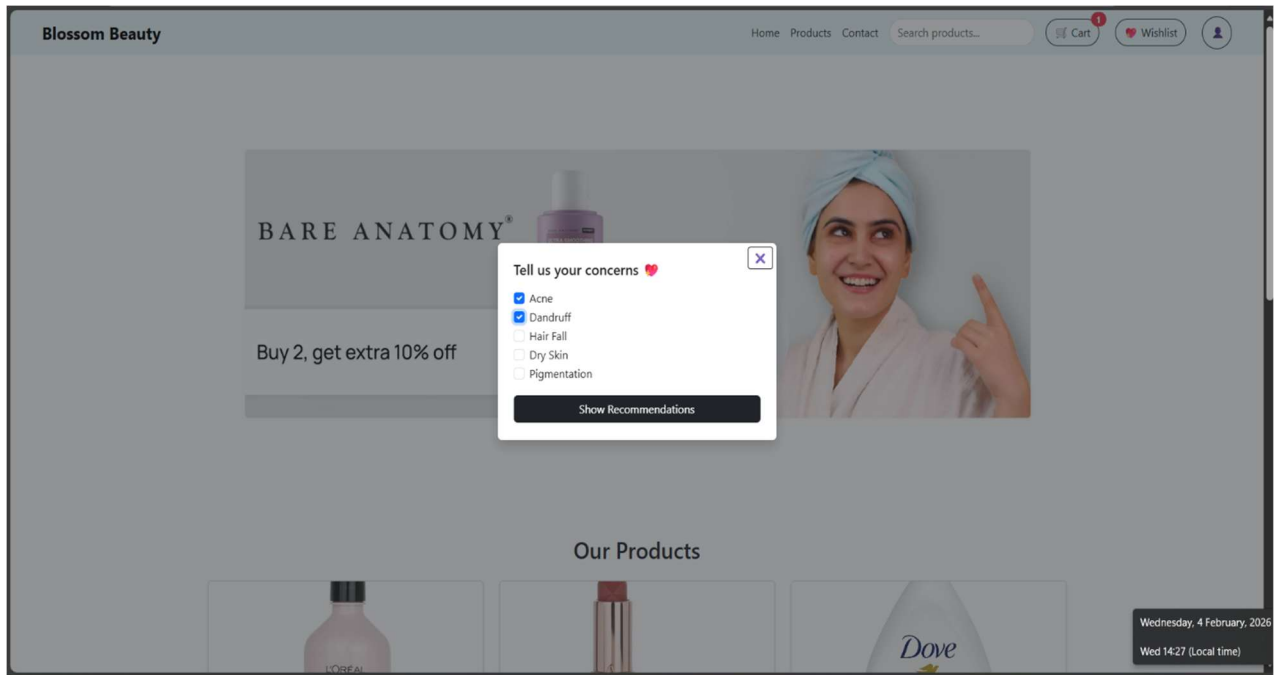 Blossom Beauty
Home Products Contact Search products... Cart 1 Wishlist
BARE ANATOMY®
Buy 2, get extra 10% off
Tell us your concerns
Acne
Dandruff
Hair Fall
Dry Skin
Pigmentation
Show Recommendations
Our Products
L'ORÉAL
Dove
Wednesday, 4 February, 2026
Wed 14:27 (Local time)